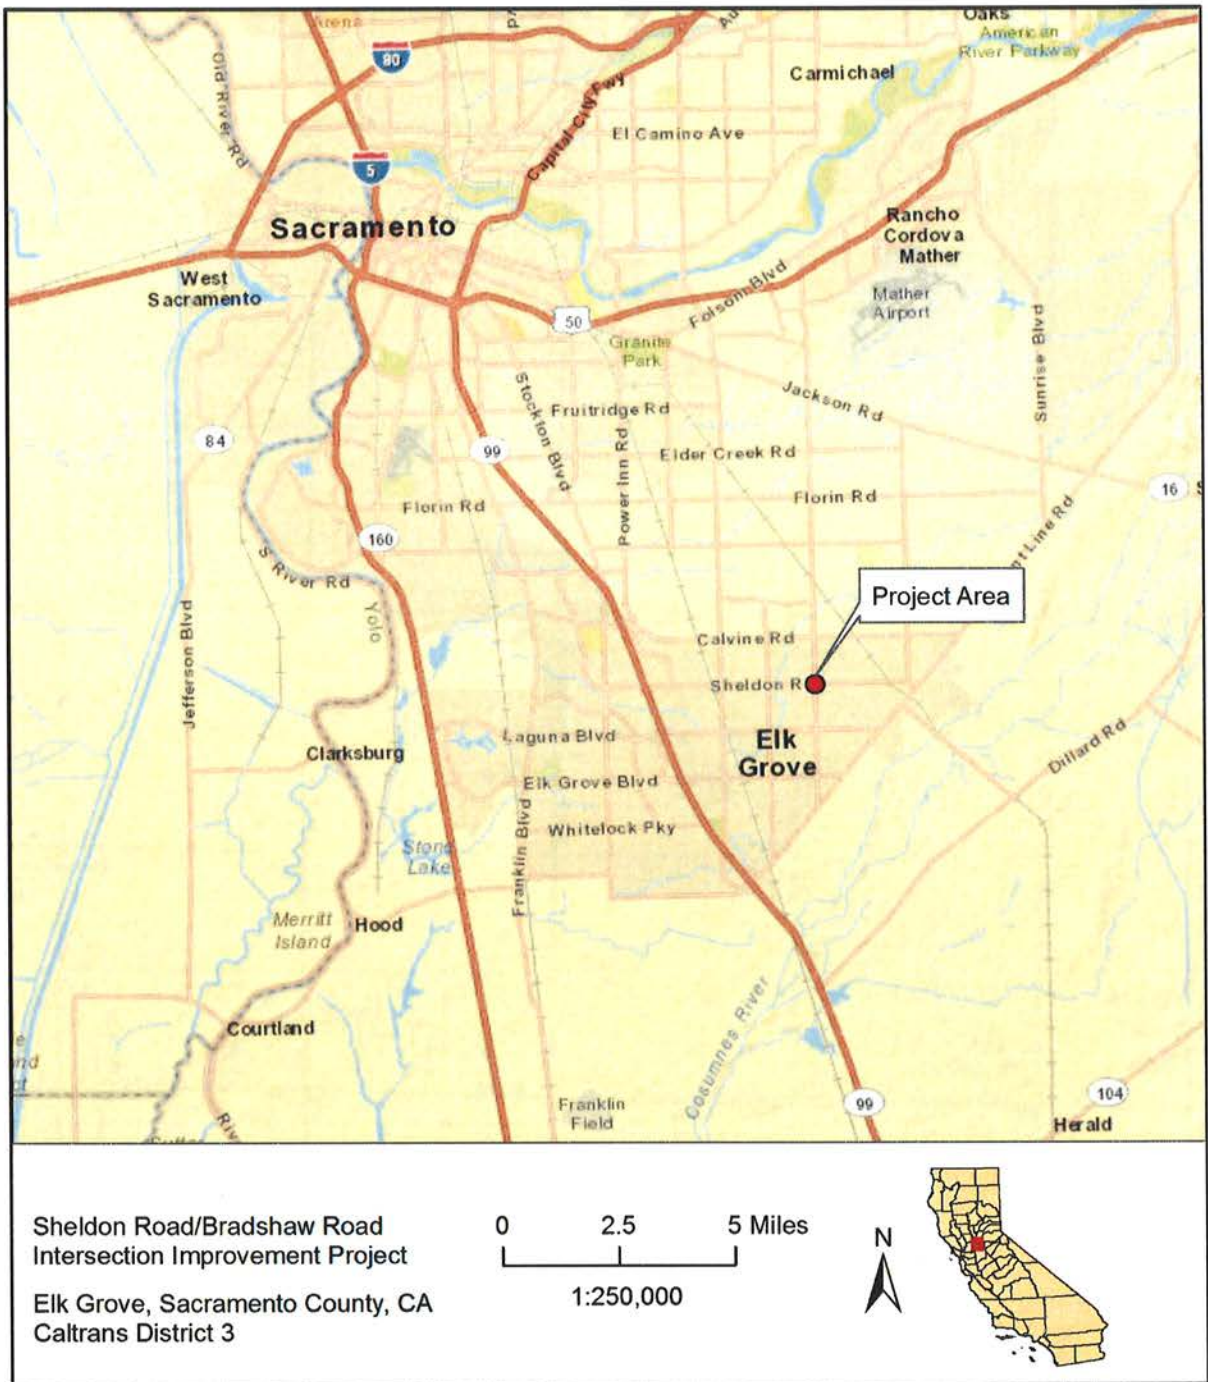 Arena
Oaks
American
River Parkway
80
Old River Rd
Capital City Fwy
Carmichael
El Camino Ave
5
Sacramento
Rancho
Cordova
Mather
West
Sacramento
Mather
Airport
Folsom Blvd
50
Granite
Park
Sunrise Blvd
Jackson Rd
Stockton Blvd
Fruitridge Rd
84
99
Power Inn Rd
Elder Creek Rd
16
Florin Rd
Florin Rd
160
nt Line Rd
S River Rd
Yolo
Project Area
Jefferson Blvd
Calvine Rd
Sheldon R
Laguna Blvd
Elk
Grove
Clarksburg
Dillard Rd
Elk Grove Blvd
Franklin Blvd
Whitelock Pky
Stone
Lake
Merritt
Island
Hood
Cosumnes River
Courtland
Franklin
Field
99
104
Herald
Riv
Sheldon Road/Bradshaw Road
Intersection Improvement Project
Elk Grove, Sacramento County, CA
Caltrans District 3
0 2.5 5 Miles
1:250,000
N